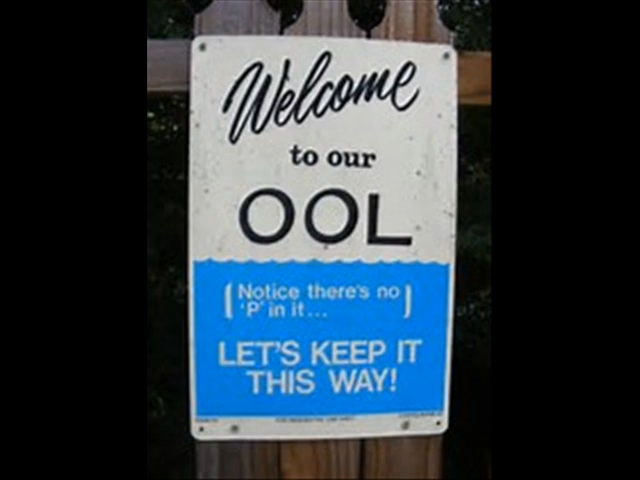 Welcome
to our
OOL
Notice there's no
'P' in it...
LET'S KEEP IT
THIS WAY!